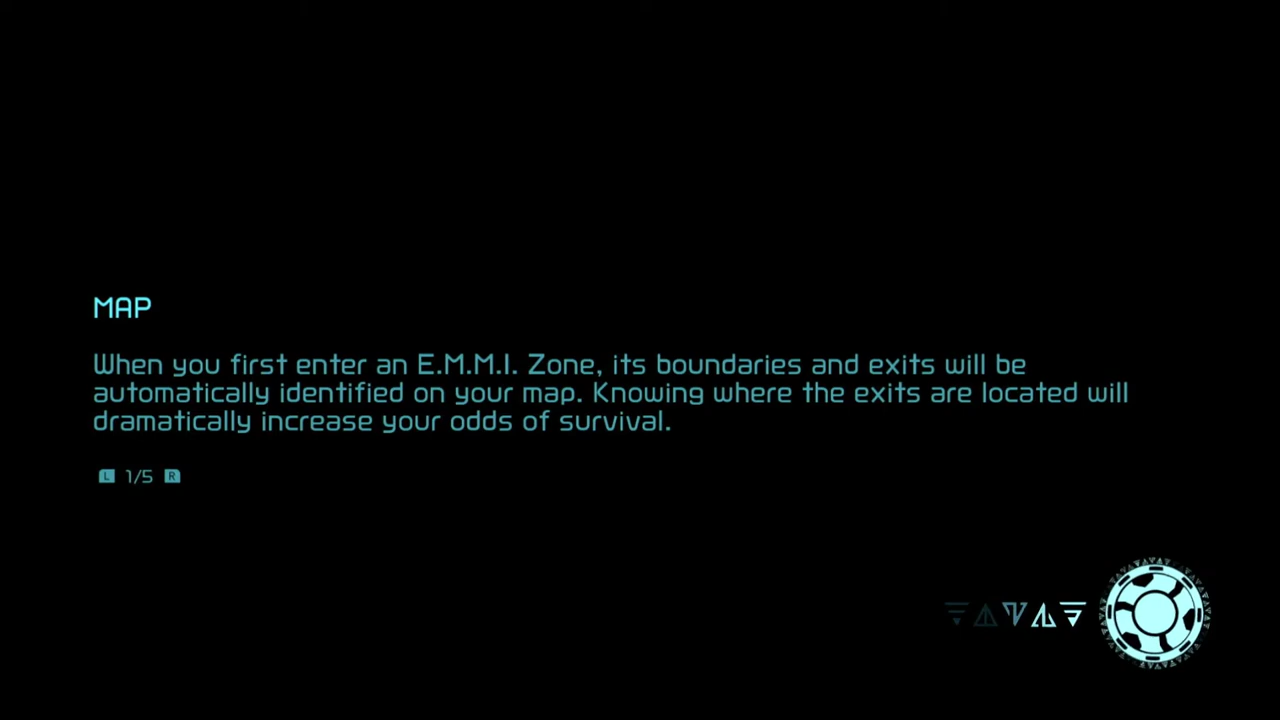 MAP
When you first enter an E.M.M.I. Zone, its boundaries and exits will be
automatically identified on your map. Knowing where the exits are located will
dramatically increase your odds of survival.
L 1/5 R